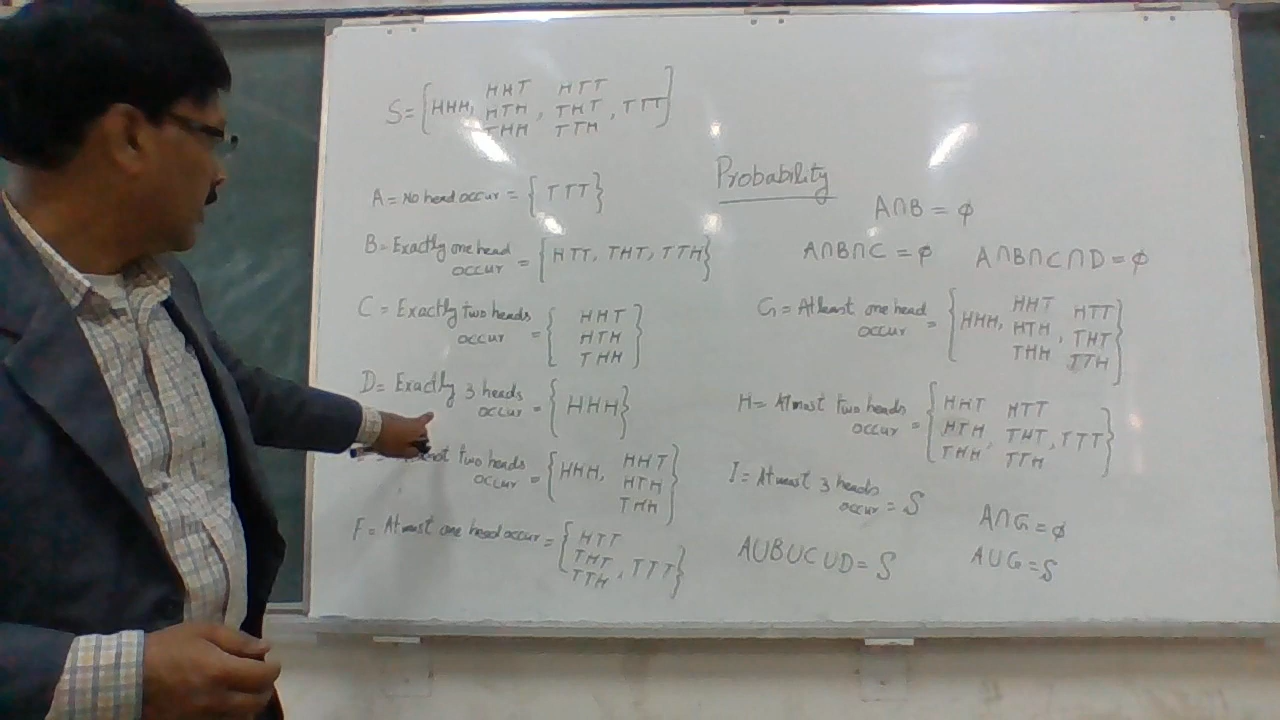 HHT HTT
S={HHH, HTH, THT, TTT}
THH TTH
Probability
A = No head occur = { TTT }
A∩B = ϕ
B = Exactly one head
occur = { HTT, THT, TTH}
A∩B∩C = ϕ A∩B∩C∩D = ϕ
C = Exactly two heads
occur = { HHT
HTH
THH }
G = Atleast one head
occur = { HHH, HHT HTT
HTH, THT
THH TTH }
D = Exactly 3 heads
occur = { HHH}
H = Atmost two heads
occur = { HHT HTT
HTH, THT, TTT}
THH TTH
two heads
occur = {HHH, HHT
HTH
THH }
I = Atmost 3 heads
occur = S
A∩G = ϕ
F = Atmost one head occur = { HTT
THT, TTT}
TTH
A∪B∪C∪D = S
A∪G = S